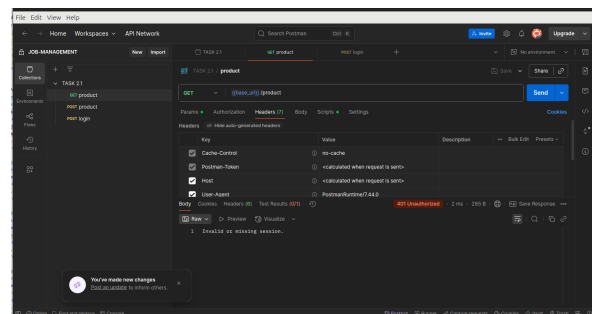 File Edit View Help
Home Workspaces API Network
Search Postman Ctrl K
Invite
Upgrade
JOB-MANAGEMENT
New Import
TASK 2.1
GET product
POST login
No environment
Collections
Environments
Flows
History
TASK 2.1
GET product
POST product
POST login
TASK 2.1 / product
Save
Share
GET
{{base_url}} /product
Send
Params Authorization Headers (7) Body Scripts Settings
Cookies
Headers Hide auto-generated headers
Key Value Description Bulk Edit Presets
Cache-Control no-cache
Postman-Token <calculated when request is sent>
Host <calculated when request is sent>
User-Agent PostmanRuntime/7.44.0
Body Cookies Headers (8) Test Results (0/1)
401 Unauthorized 2 ms 285 B Save Response
Raw Preview Visualize
1 Invalid or missing session.
You've made new changes
Post an update to inform others.